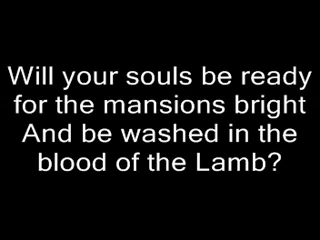 Will your souls be ready
for the mansions bright
And be washed in the
blood of the Lamb?